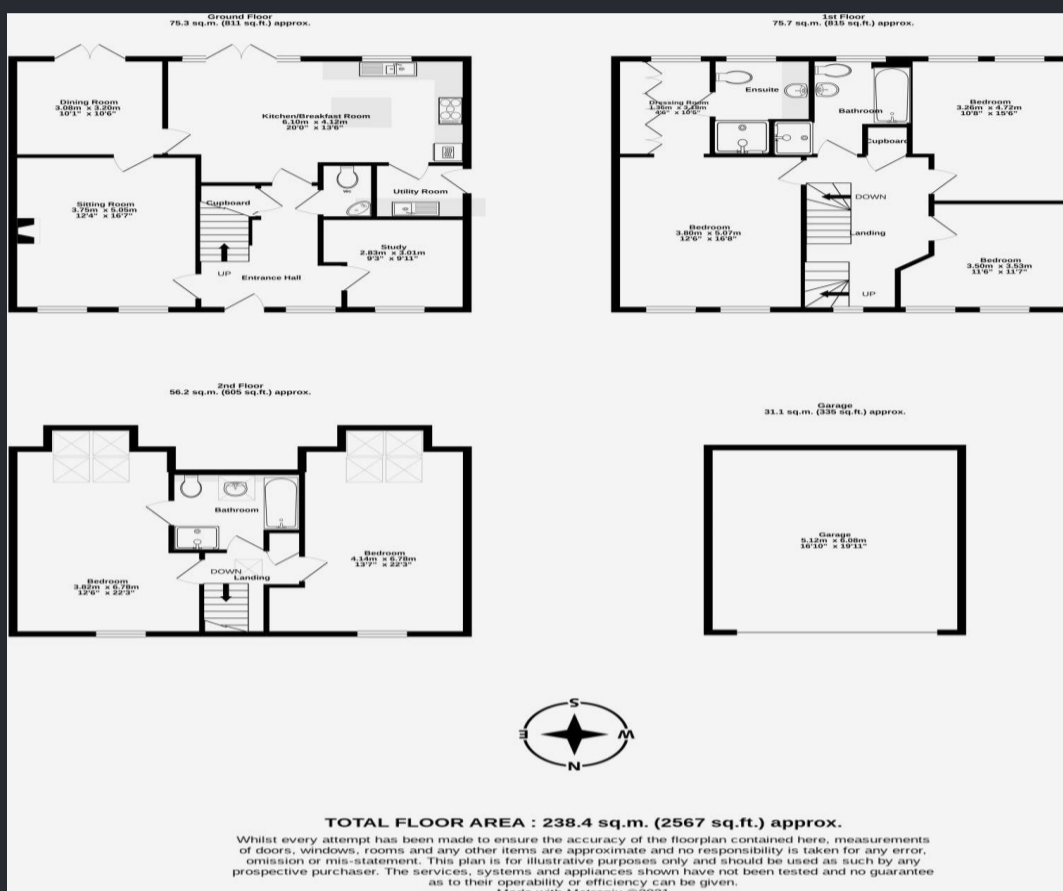 Ground Floor
75.3 sq.m. (811 sq.ft.) approx.
Dining Room
3.08m x 3.20m
10'1" x 10'6"
Kitchen/Breakfast Room
6.10m x 4.12m
20'0" x 13'6"
Sitting Room
3.75m x 5.05m
12'4" x 16'7"
Cupboard
WC
Utility Room
Study
2.83m x 3.01m
9'3" x 9'11"
UP
Entrance Hall
1st Floor
75.7 sq.m. (815 sq.ft.) approx.
Dressing Room
1.36m x 3.18m
4'6" x 10'5"
Ensuite
Bathroom
Bedroom
3.26m x 4.72m
10'8" x 15'6"
Cupboard
DOWN
Landing
Bedroom
3.80m x 5.07m
12'6" x 16'8"
Bedroom
3.50m x 3.53m
11'6" x 11'7"
UP
2nd Floor
56.2 sq.m. (605 sq.ft.) approx.
Bathroom
Bedroom
3.82m x 6.78m
12'6" x 22'3"
DOWN
Landing
Bedroom
4.14m x 6.78m
13'7" x 22'3"
Garage
31.1 sq.m. (335 sq.ft.) approx.
Garage
5.12m x 6.08m
16'10" x 19'11"
S
E
W
N
TOTAL FLOOR AREA : 238.4 sq.m. (2567 sq.ft.) approx.
Whilst every attempt has been made to ensure the accuracy of the floorplan contained here, measurements
of doors, windows, rooms and any other items are approximate and no responsibility is taken for any error,
omission or mis-statement. This plan is for illustrative purposes only and should be used as such by any
prospective purchaser. The services, systems and appliances shown have not been tested and no guarantee
as to their operability or efficiency can be given.
Made with Metropix ©2021